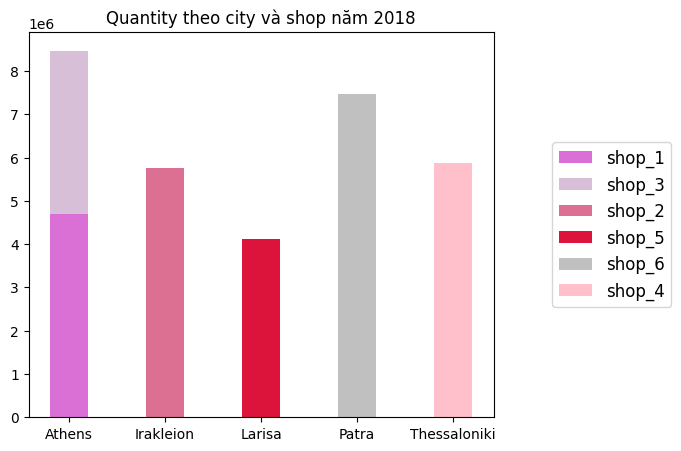 Quantity theo city và shop năm 2018
1e6
8
7
6
5
4
3
2
1
0
Athens
Irakleion
Larisa
Patra
Thessaloniki
shop_1
shop_3
shop_2
shop_5
shop_6
shop_4